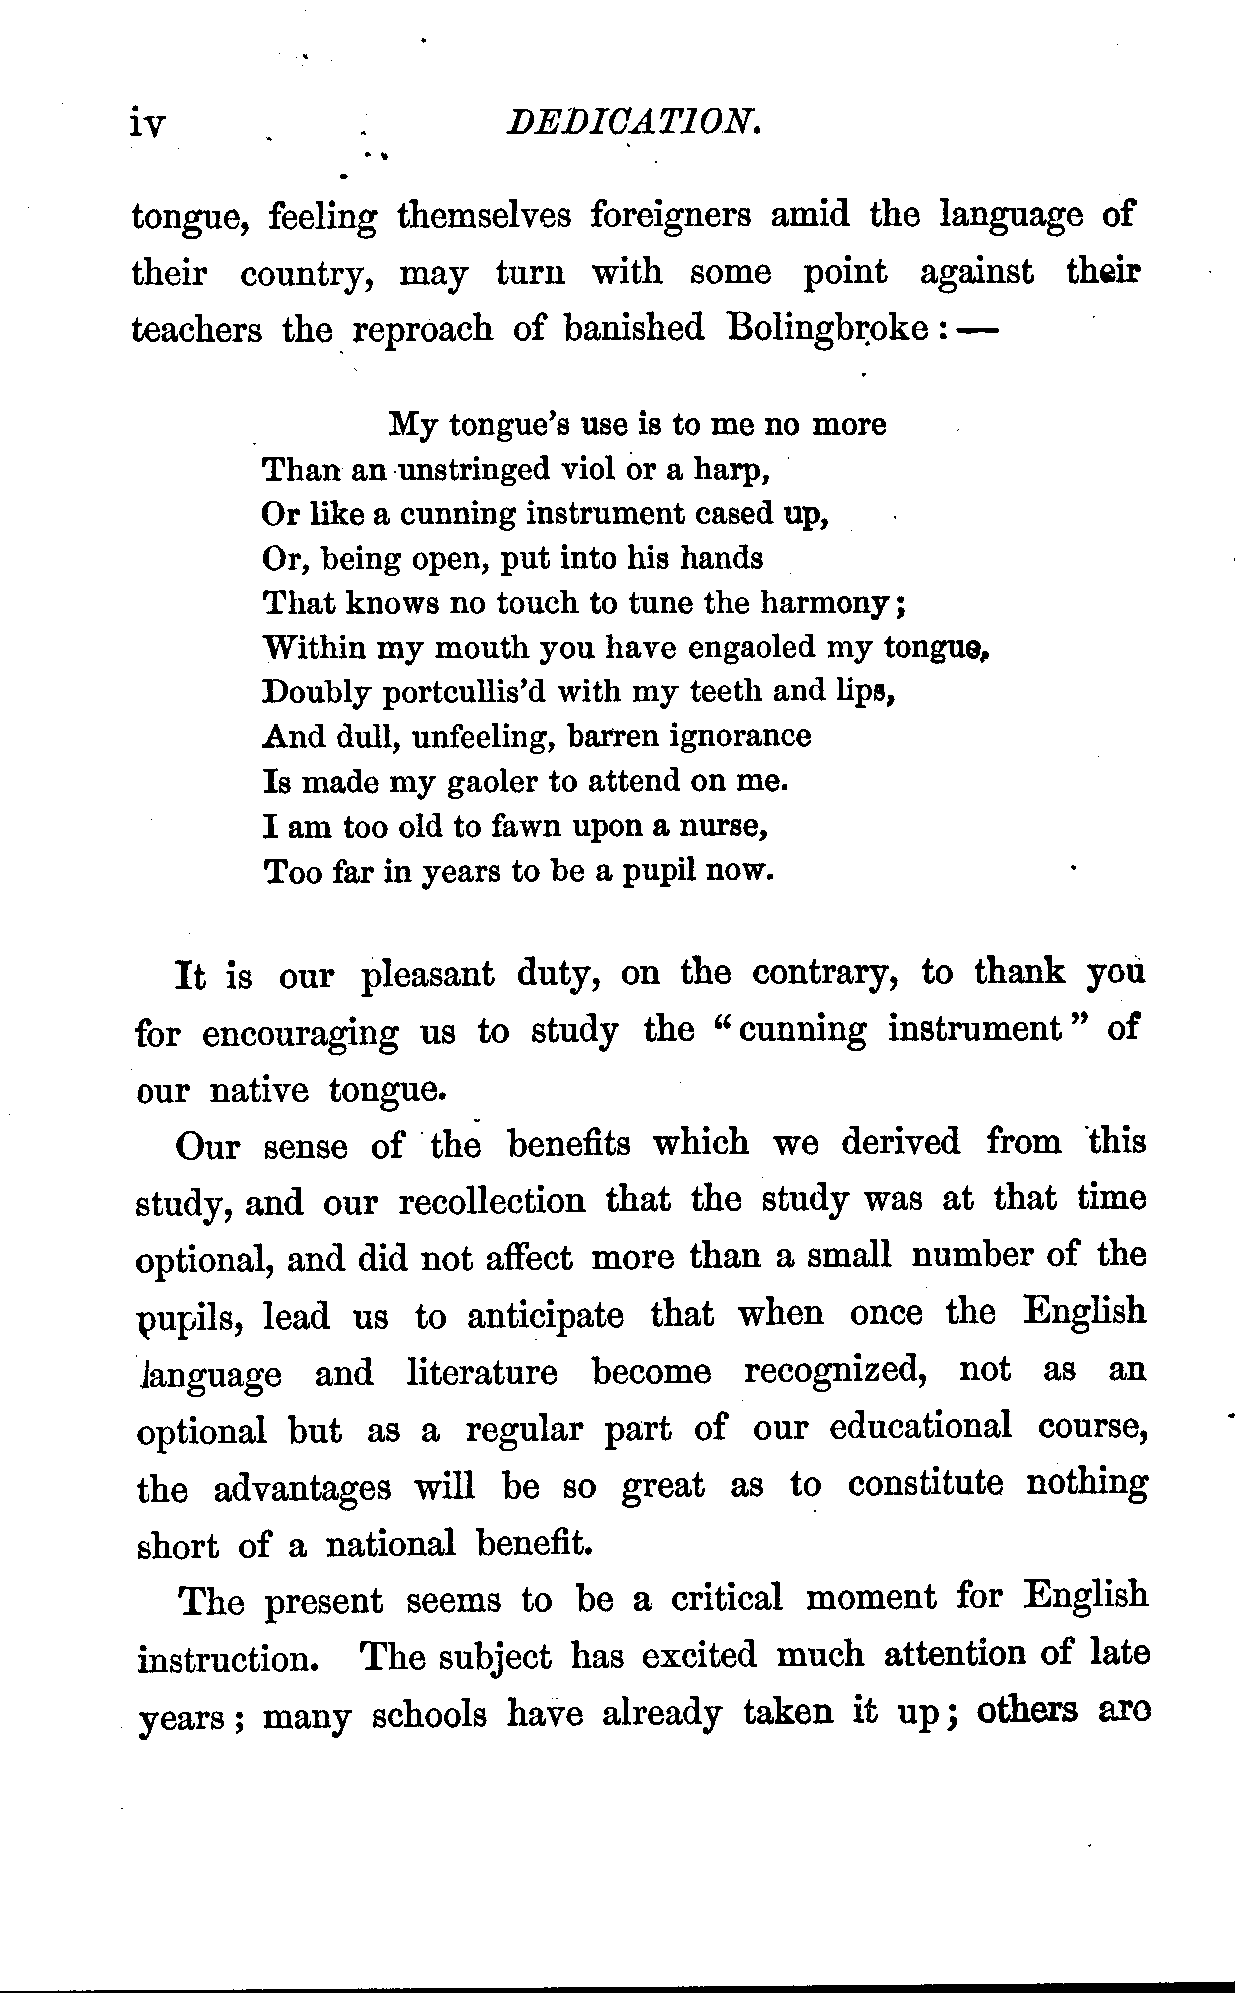 iv DEDICATION.
tongue, feeling themselves foreigners amid the language of
their country, may turn with some point against their
teachers the reproach of banished Bolingbroke :—
My tongue's use is to me no more
Than an unstringed viol or a harp,
Or like a cunning instrument cased up,
Or, being open, put into his hands
That knows no touch to tune the harmony;
Within my mouth you have engaoled my tongue,
Doubly portcullis'd with my teeth and lips,
And dull, unfeeling, barren ignorance
Is made my gaoler to attend on me.
I am too old to fawn upon a nurse,
Too far in years to be a pupil now.
It is our pleasant duty, on the contrary, to thank you
for encouraging us to study the "cunning instrument" of
our native tongue.
Our sense of the benefits which we derived from this
study, and our recollection that the study was at that time
optional, and did not affect more than a small number of the
pupils, lead us to anticipate that when once the English
language and literature become recognized, not as an
optional but as a regular part of our educational course,
the advantages will be so great as to constitute nothing
short of a national benefit.
The present seems to be a critical moment for English
instruction. The subject has excited much attention of late
years; many schools have already taken it up; others are